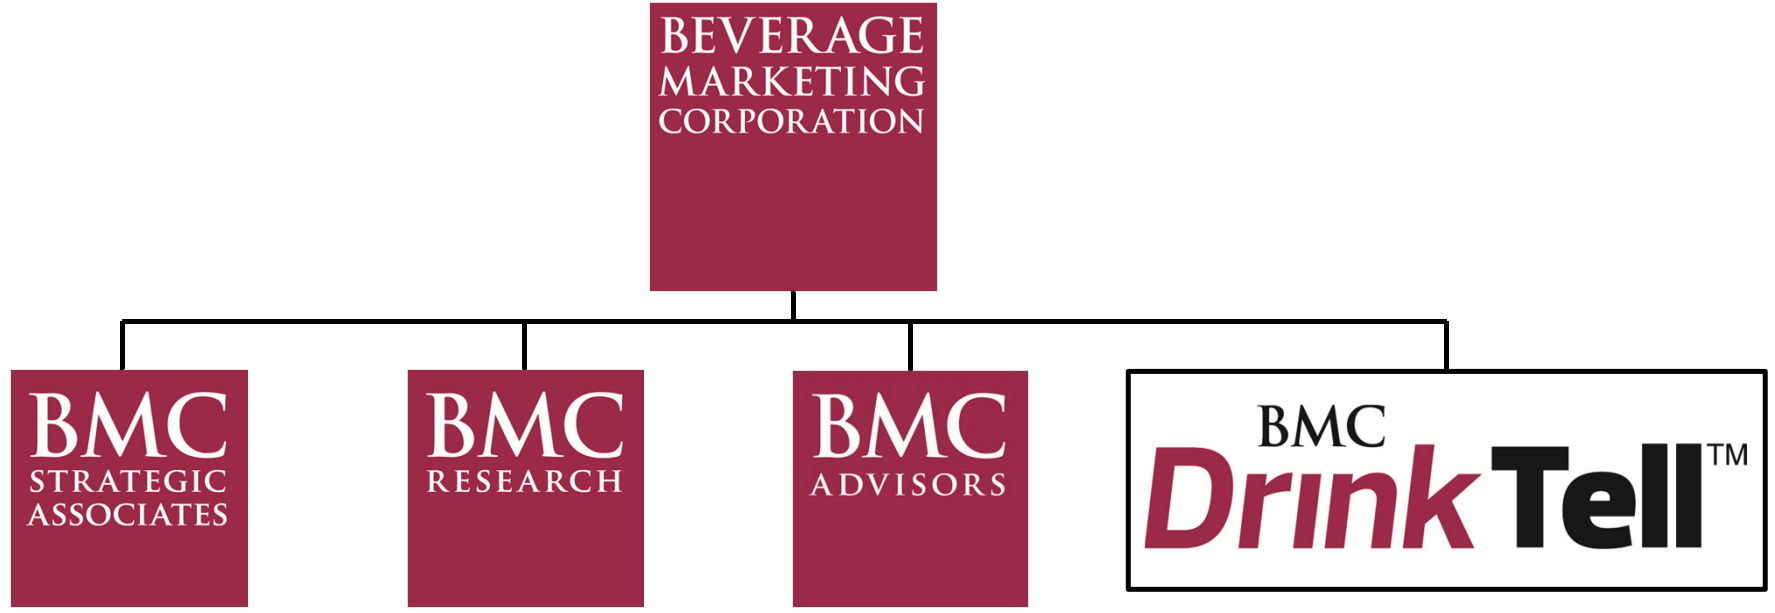 BEVERAGE
MARKETING
CORPORATION
BMC
STRATEGIC
ASSOCIATES
BMC
RESEARCH
BMC
ADVISORS
BMC
DrinkTell™